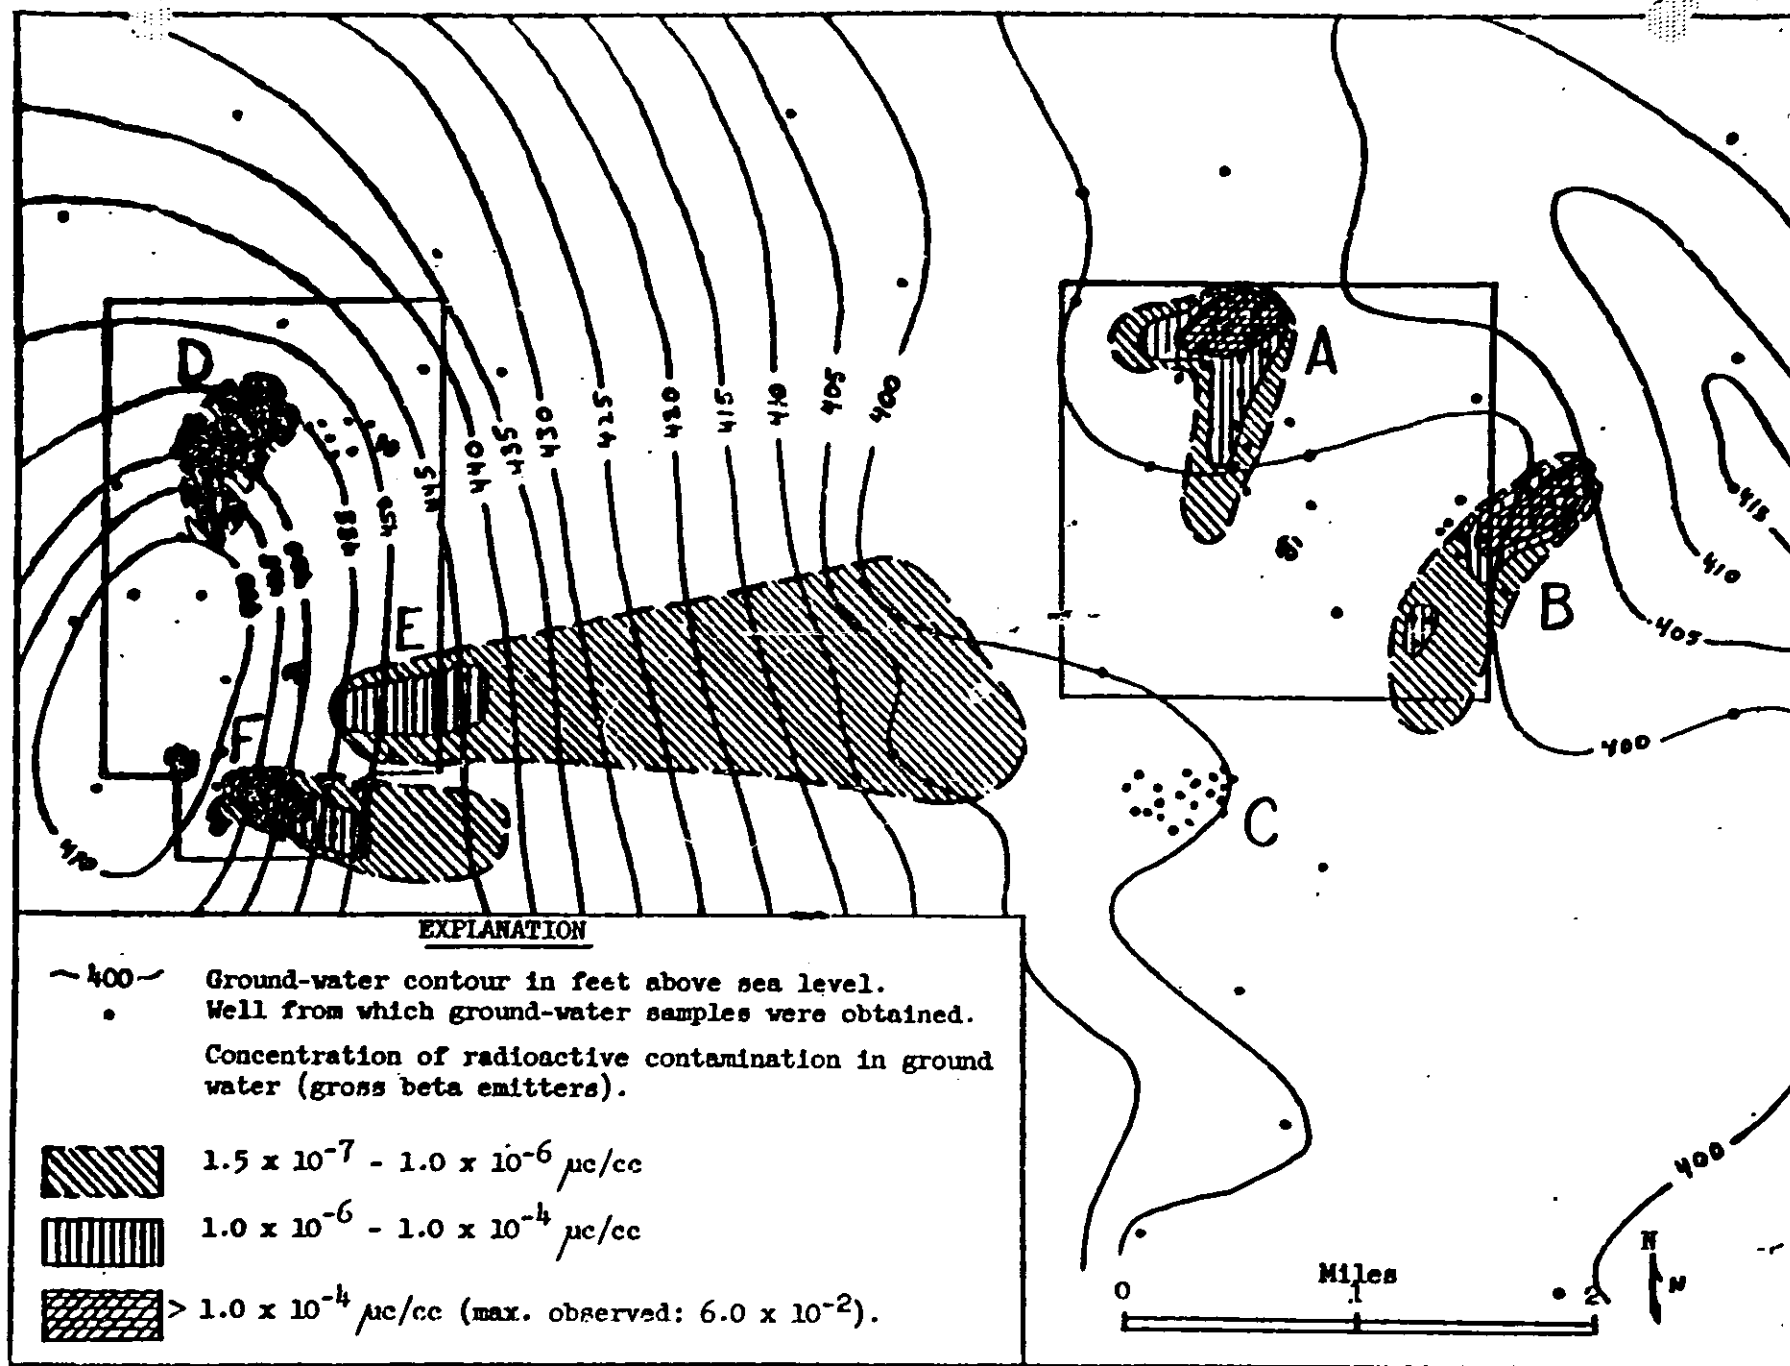 D
A
445
440
435
430
425
420
415
410
405
400
455
450
E
B
415
410
405
400
F
C
470
400
EXPLANATION
~400~ Ground-water contour in feet above sea level.
• Well from which ground-water samples were obtained.
Concentration of radioactive contamination in ground
water (gross beta emitters).
1.5 x 10⁻⁷ - 1.0 x 10⁻⁶ μc/cc
1.0 x 10⁻⁶ - 1.0 x 10⁻⁴ μc/cc
> 1.0 x 10⁻⁴ μc/cc (max. observed: 6.0 x 10⁻²).
Miles
0 1 2
N